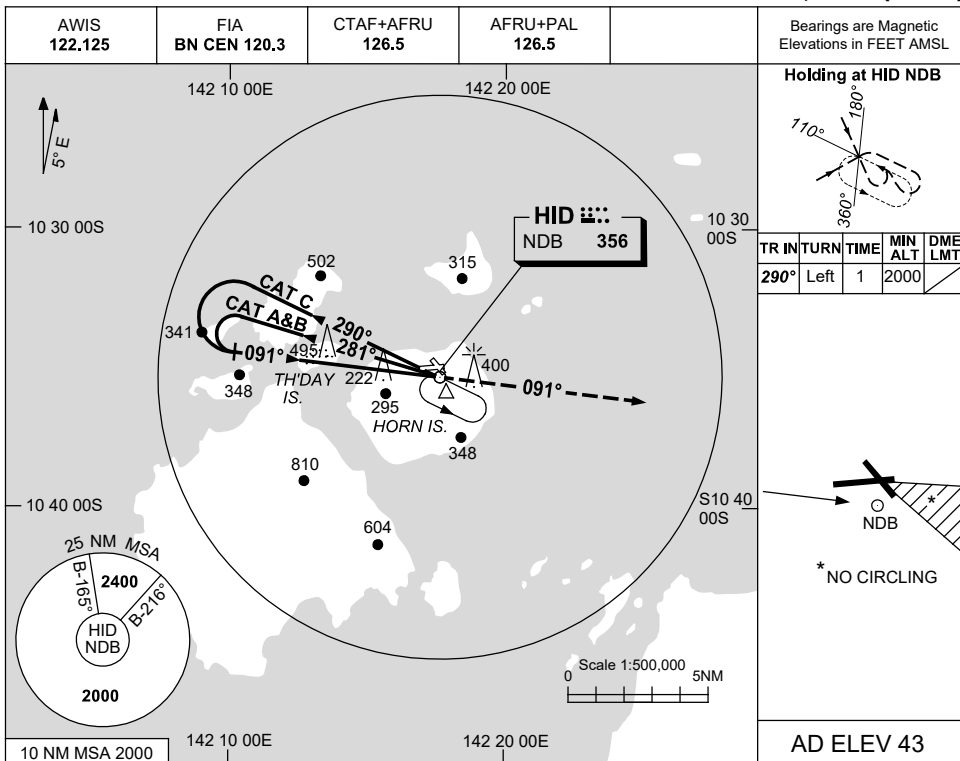 AWIS
122.125
FIA
BN CEN 120.3
CTAF+AFRU
126.5
AFRU+PAL
126.5
Bearings are Magnetic
Elevations in FEET AMSL
142 10 00E
142 20 00E
5° E
10 30 00S
10 30
00S
HID
NDB 356
502
315
CAT C
CAT A&B
290°
281°
341
091°
495
348
TH'DAY
IS.
222
295
400
091°
HORN IS.
348
810
604
10 40 00S
S10 40
00S
25 NM MSA
B-165°
2400
B-216°
HID
NDB
2000
Scale 1:500,000
0
5NM
10 NM MSA 2000
142 10 00E
142 20 00E
Holding at HID NDB
180°
110°
360°
TR IN
TURN
TIME
MIN
ALT
DME
LMT
290°
Left
1
2000
NDB
*
*NO CIRCLING
AD ELEV 43